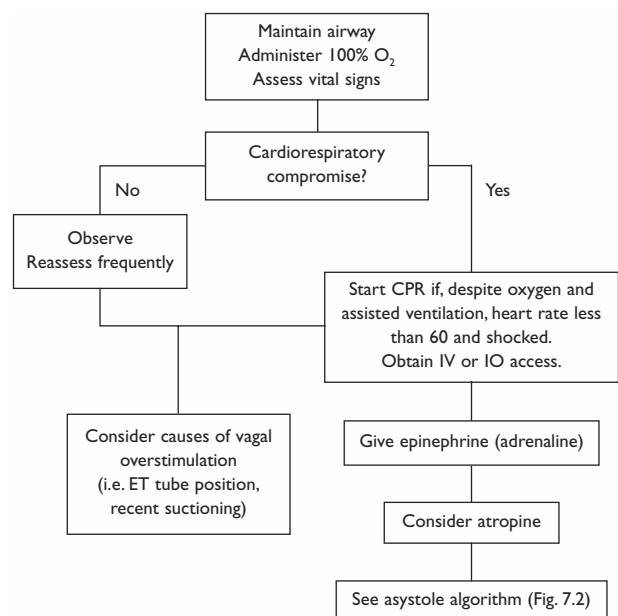 Maintain airway
Administer 100% O₂
Assess vital signs
Cardiorespiratory
compromise?
No
Yes
Observe
Reassess frequently
Start CPR if, despite oxygen and
assisted ventilation, heart rate less
than 60 and shocked.
Obtain IV or IO access.
Consider causes of vagal
overstimulation
(i.e. ET tube position,
recent suctioning)
Give epinephrine (adrenaline)
Consider atropine
See asystole algorithm (Fig. 7.2)